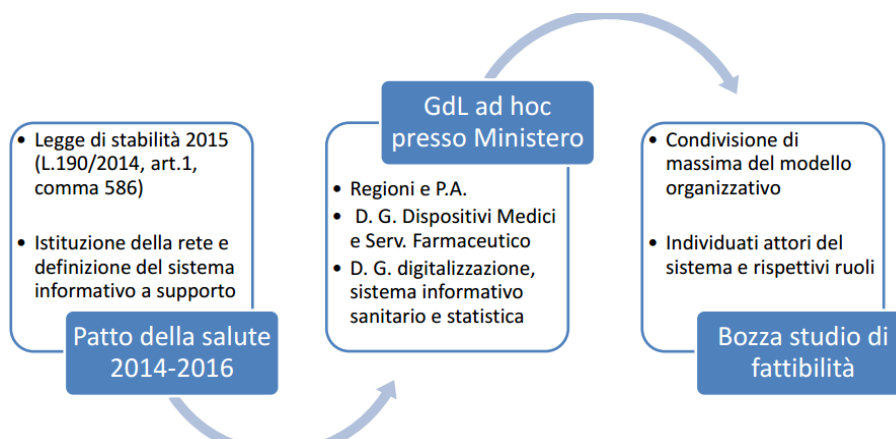 • Legge di stabilità 2015
(L.190/2014, art.1,
comma 586)
• Istituzione della rete e
definizione del sistema
informativo a supporto
Patto della salute
2014-2016
GdL ad hoc
presso Ministero
• Regioni e P.A.
• D. G. Dispositivi Medici
e Serv. Farmaceutico
• D. G. digitalizzazione,
sistema informativo
sanitario e statistica
• Condivisione di
massima del modello
organizzativo
• Individuati attori del
sistema e rispettivi ruoli
Bozza studio di
fattibilità